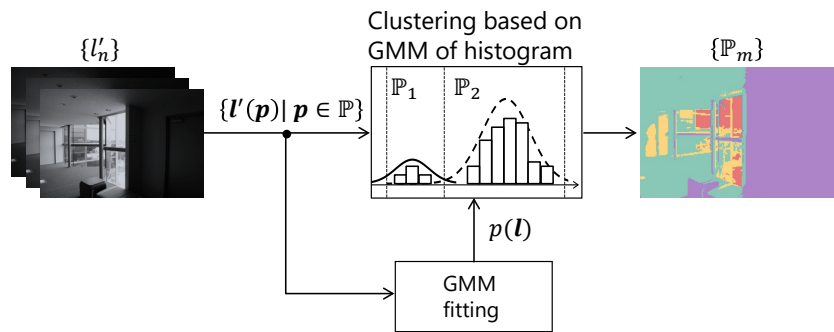 Clustering based on
GMM of histogram
{l′ₙ}
{ℙₘ}
{𝒍′(𝒑)| 𝒑 ∈ ℙ}
ℙ₁
ℙ₂
p(𝒍)
GMM
fitting